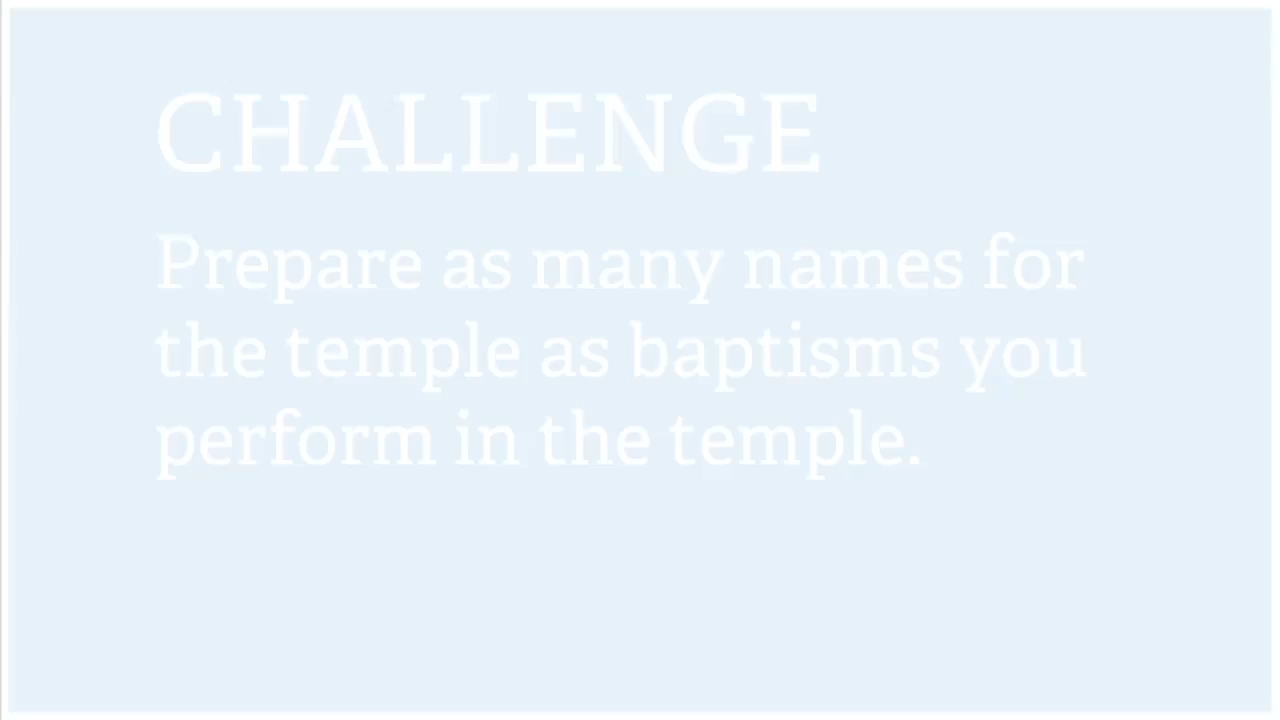 CHALLENGE
Prepare as many names for
the temple as baptisms you
perform in the temple.